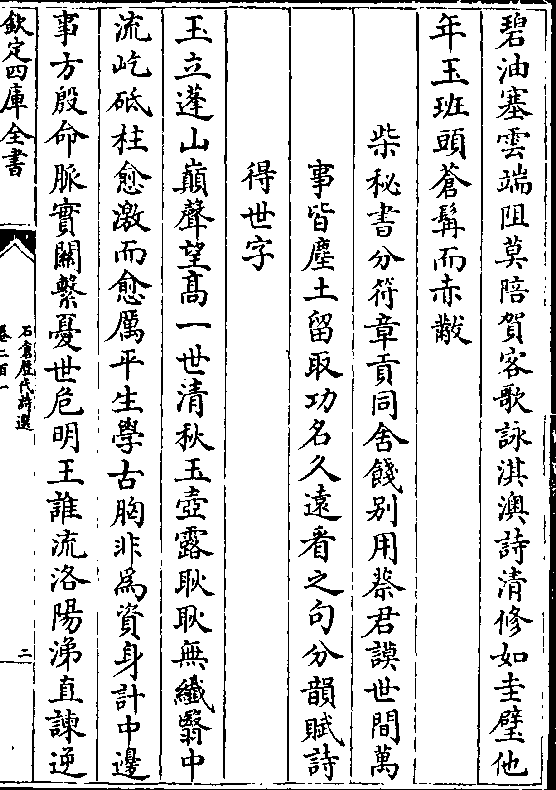 碧油塞雲端阻莫陪賀客歌詠淇澳詩清修如圭璧他
年玉班頭蒼髯而赤黻
柴秘書分符章貢同舍餞别用蔡君謨世間萬
事皆塵土留取功名久遠看之句分韻賦詩
得世字
玉立蓬山巔聲望髙一世清秋玉壺露耿耿無纖翳中
流屹砥柱愈激而愈厲平生學古胸非爲資身計中邊
事方殷命脈實關繫憂世危明王誰流洛陽涕直諫逆
欽定四庫全書
石倉歷代詩選
卷二百一
二